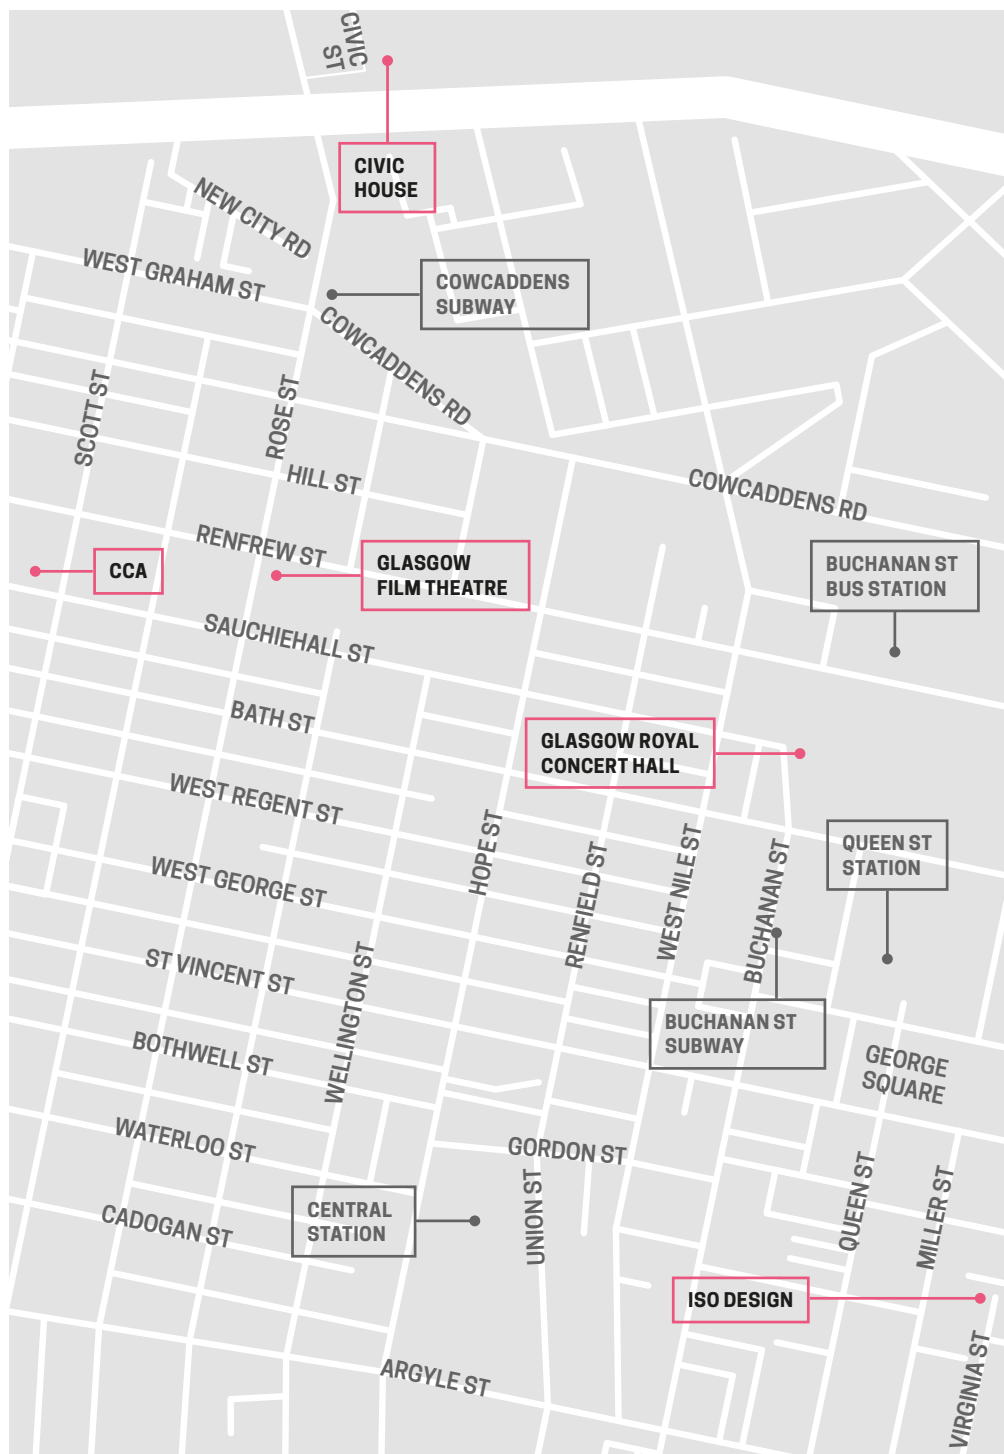 CIVIC
ST
CIVIC
HOUSE
NEW CITY RD
WEST GRAHAM ST
COWCADDENS
SUBWAY
COWCADDENS RD
SCOTT ST
ROSE ST
HILL ST
COWCADDENS RD
RENFREW ST
CCA
GLASGOW
FILM THEATRE
BUCHANAN ST
BUS STATION
SAUCHIEHALL ST
BATH ST
GLASGOW ROYAL
CONCERT HALL
WEST REGENT ST
HOPE ST
RENFIELD ST
WEST NILE ST
BUCHANAN ST
QUEEN ST
STATION
WEST GEORGE ST
ST VINCENT ST
WELLINGTON ST
BUCHANAN ST
SUBWAY
BOTHWELL ST
GEORGE
SQUARE
WATERLOO ST
GORDON ST
CADOGAN ST
CENTRAL
STATION
UNION ST
QUEEN ST
MILLER ST
ISO DESIGN
ARGYLE ST
VIRGINIA ST